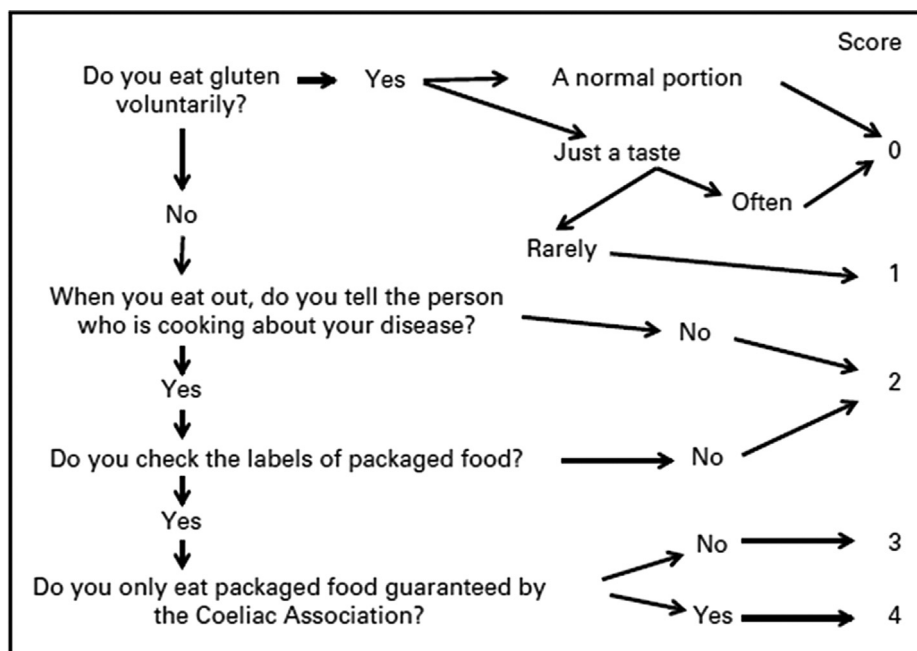 Score
Do you eat gluten
voluntarily?
Yes
A normal portion
0
Just a taste
Often
No
Rarely
1
When you eat out, do you tell the person
who is cooking about your disease?
No
2
Yes
Do you check the labels of packaged food?
No
Yes
No
3
Do you only eat packaged food guaranteed by
the Coeliac Association?
Yes
4